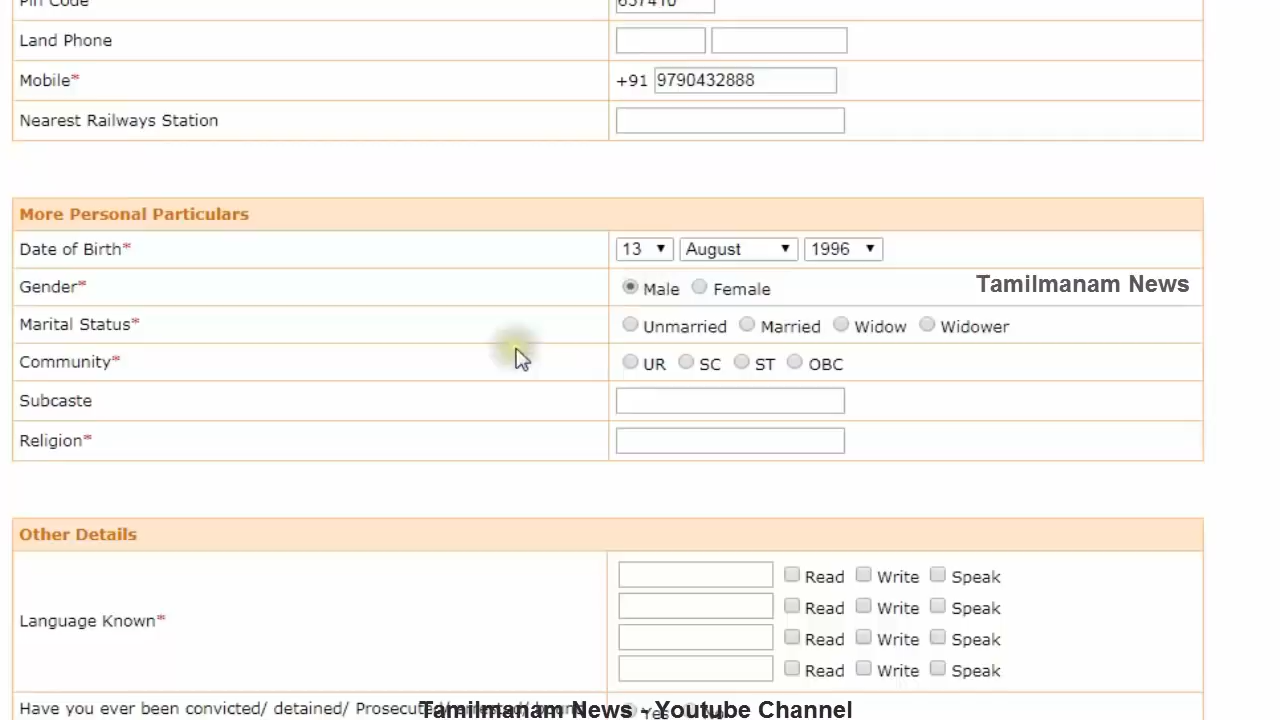 Pin Code 637410
Land Phone
Mobile* +91 9790432888
Nearest Railways Station
More Personal Particulars
Date of Birth* 13 August 1996
Gender* Male Female
Tamilmanam News
Marital Status* Unmarried Married Widow Widower
Community* UR SC ST OBC
Subcaste
Religion*
Other Details
Read Write Speak
Read Write Speak
Language Known*
Read Write Speak
Read Write Speak
Have you ever been convicted/ detained/ Yes No
Tamilmanam News - Youtube Channel